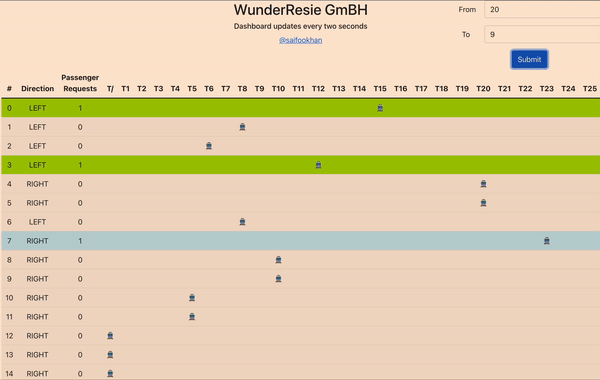 WunderResie GmBH
Dashboard updates every two seconds
@saifookhan
From 20
To 9
Submit
# Direction Passenger Requests T/ T1 T2 T3 T4 T5 T6 T7 T8 T9 T10 T11 T12 T13 T14 T15 T16 T17 T18 T19 T20 T21 T22 T23 T24 T25
0 LEFT 1
1 LEFT 0
2 LEFT 0
3 LEFT 1
4 RIGHT 0
5 RIGHT 0
6 LEFT 0
7 RIGHT 1
8 RIGHT 0
9 RIGHT 0
10 RIGHT 0
11 RIGHT 0
12 RIGHT 0
13 RIGHT 0
14 RIGHT 0